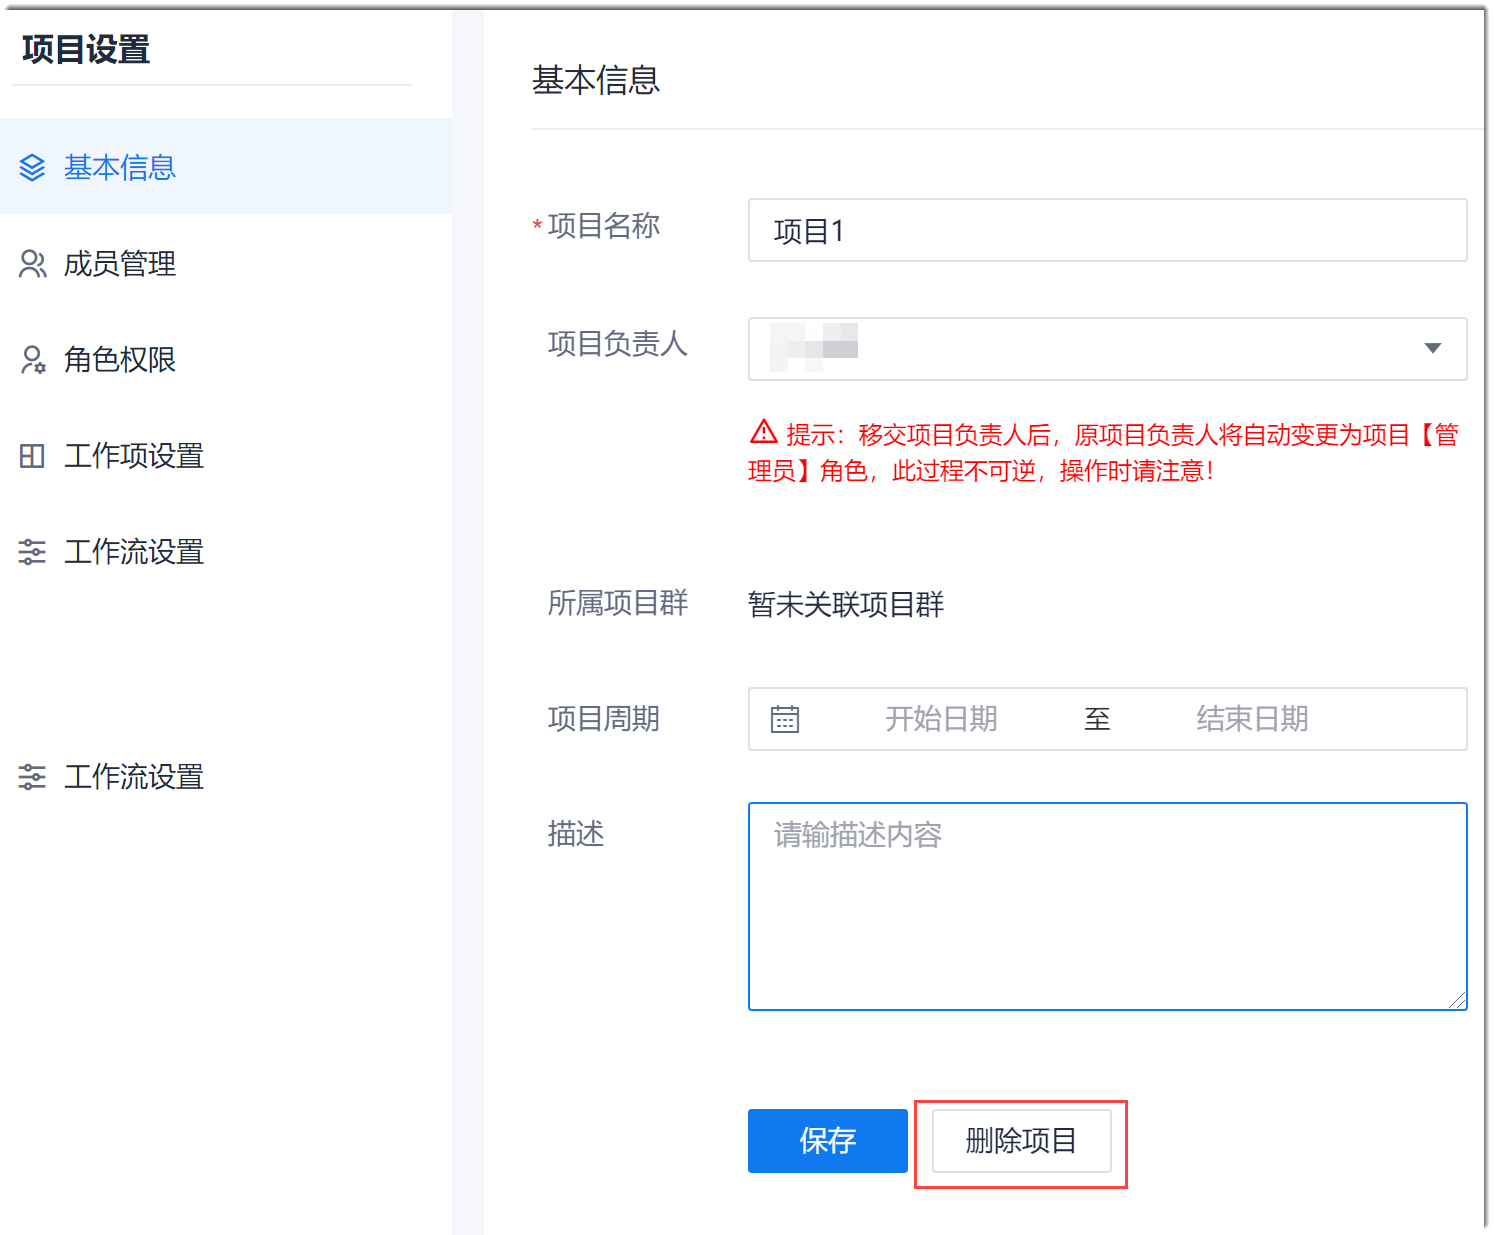 项目设置
基本信息
成员管理
角色权限
工作项设置
工作流设置
工作流设置
基本信息
* 项目名称
项目1
项目负责人
提示：移交项目负责人后，原项目负责人将自动变更为项目【管
理员】角色，此过程不可逆，操作时请注意！
所属项目群
暂未关联项目群
项目周期
开始日期 至 结束日期
描述
请输描述内容
保存
删除项目